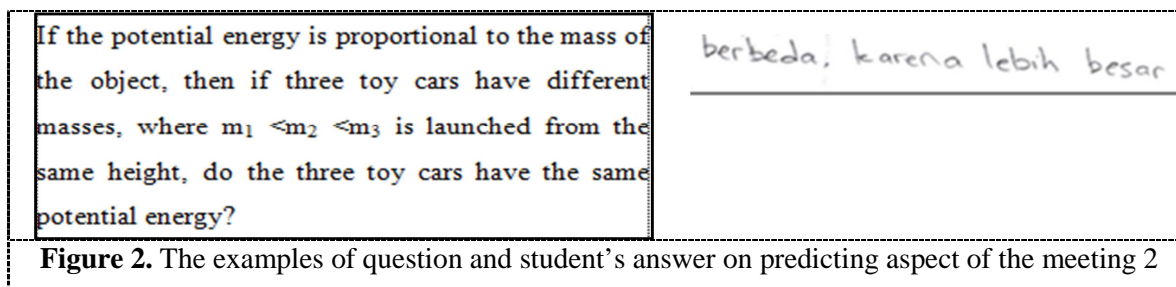 If the potential energy is proportional to the mass of
the object, then if three toy cars have different
masses, where m₁ <m₂ <m₃ is launched from the
same height, do the three toy cars have the same
potential energy?
berbeda, karena lebih besar
Figure 2. The examples of question and student’s answer on predicting aspect of the meeting 2